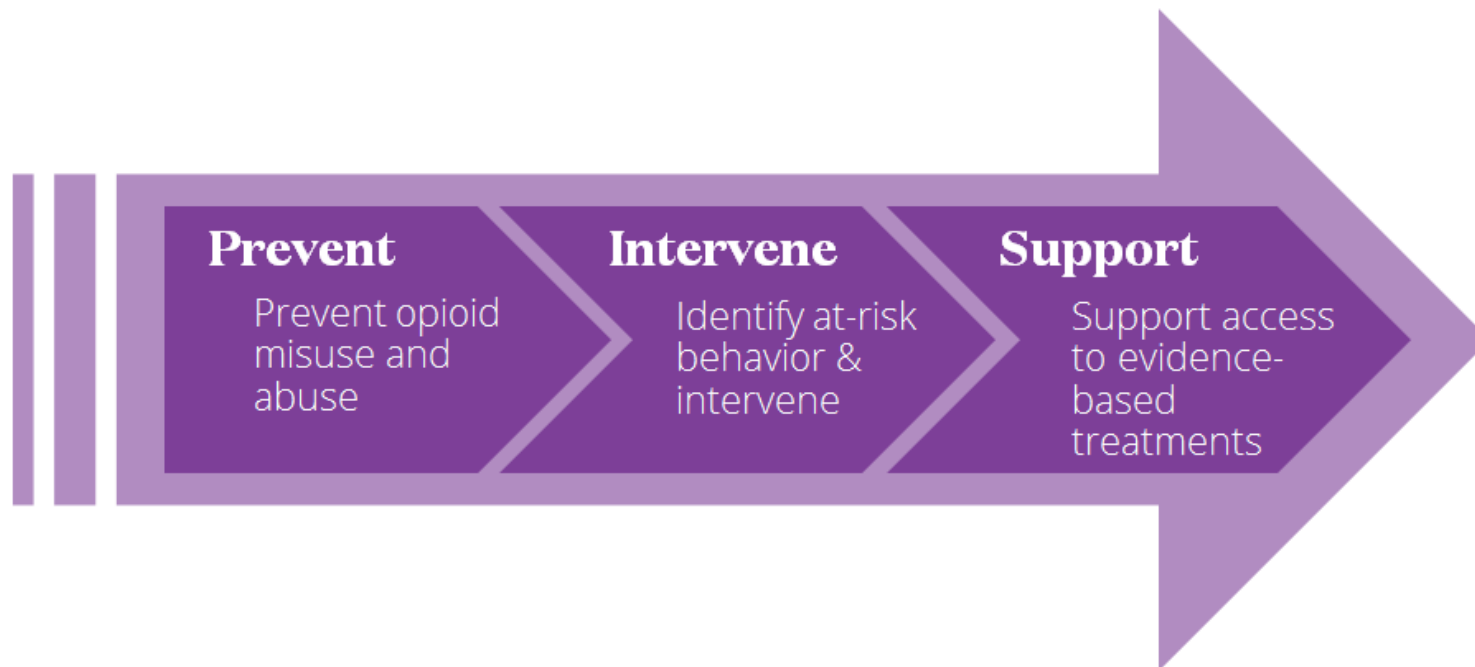 Prevent
Prevent opioid
misuse and
abuse
Intervene
Identify at-risk
behavior &
intervene
Support
Support access
to evidence-
based
treatments